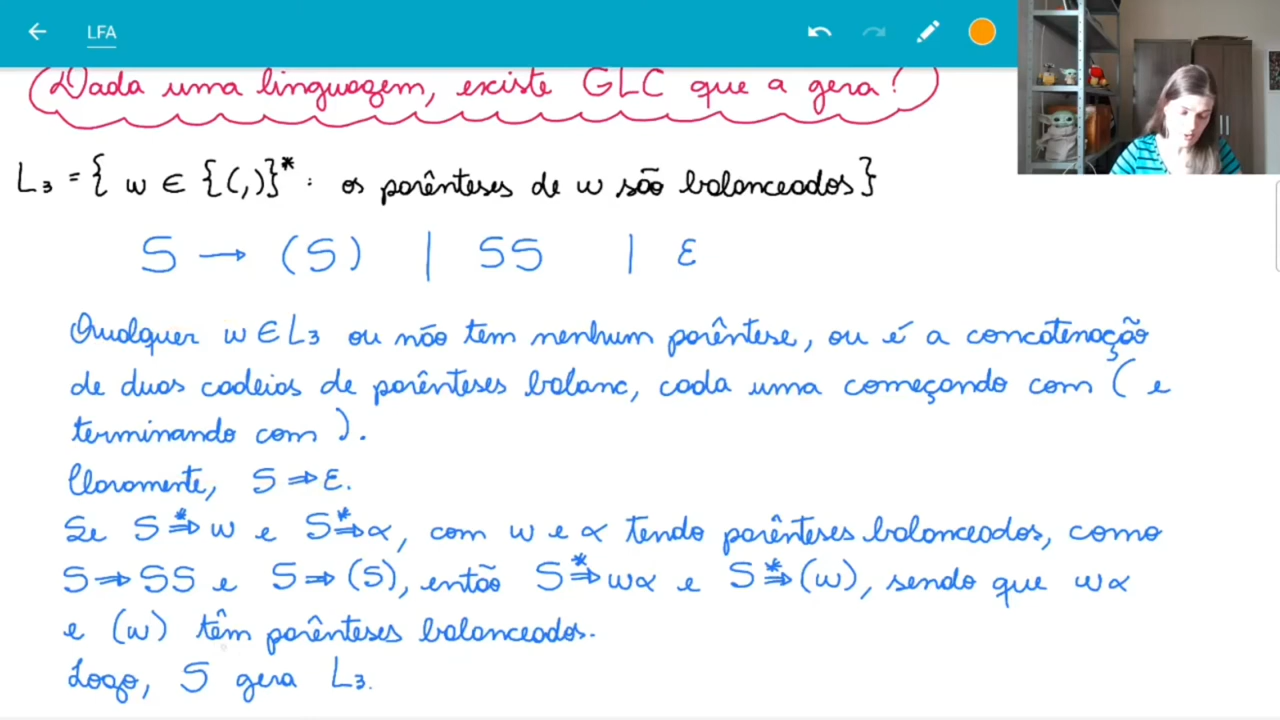 LFA
Dada uma linguagem, existe GLC que a gera?
L₃ = { w ∈ {(,)}* : os parênteses de w são balanceados}
S → (S) | SS | ε
Qualquer w ∈ L₃ ou não tem nenhum parêntese, ou é a concatenação
de duas cadeias de parênteses balanc, cada uma começando com ( e
terminando com ).
Claramente, S ⇒ ε.
Se S ⇒* w e S ⇒* α, com w e α tendo parênteses balanceados, como
S ⇒ SS e S ⇒ (S), então S ⇒* wα e S ⇒* (w), sendo que wα
e (w) têm parênteses balanceados.
Logo, S gera L₃.